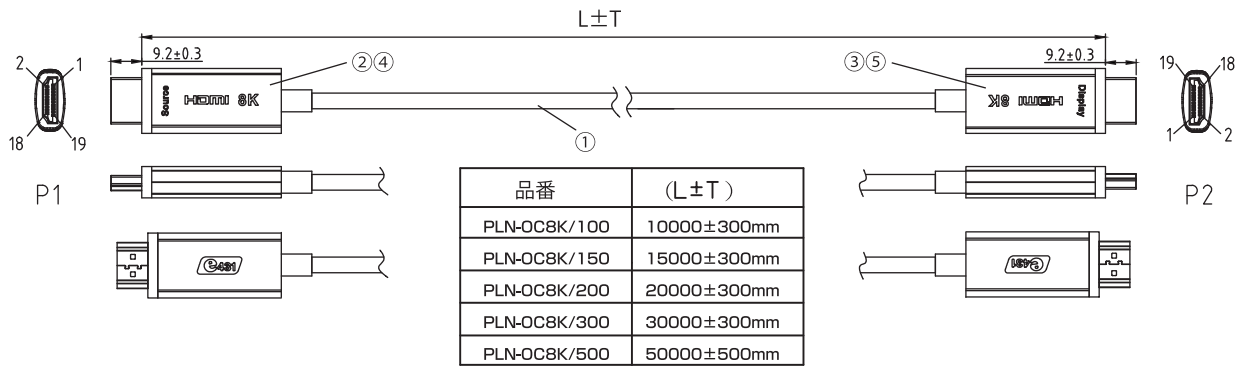 L±T
9.2±0.3
9.2±0.3
2
1
18
19
②④
Source
HDMI 8K
①
③⑤
HDMI 8K
Display
19
18
1
2
P1
P2
e431
e431
品番 (L±T)
PLN-OC8K/100 10000±300mm
PLN-OC8K/150 15000±300mm
PLN-OC8K/200 20000±300mm
PLN-OC8K/300 30000±300mm
PLN-OC8K/500 50000±500mm